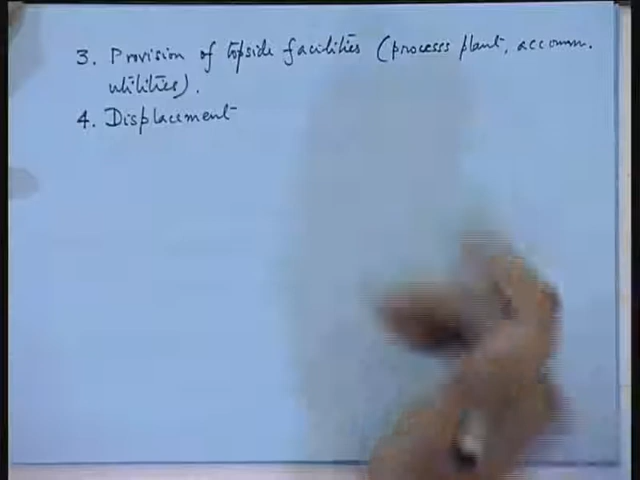 3. Provision of topside facilities (process plant, accomm.
utilities).
4. Displacement